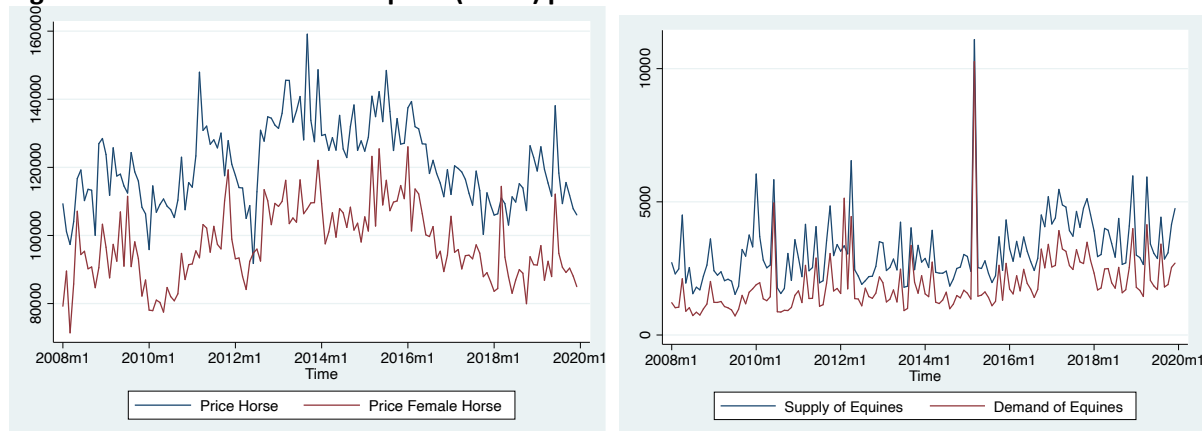 160000
140000
120000
100000
80000
2008m1 2010m1 2012m1 2014m1 2016m1 2018m1 2020m1
Time
Price Horse Price Female Horse
10000
5000
0
2008m1 2010m1 2012m1 2014m1 2016m1 2018m1 2020m1
Time
Supply of Equines Demand of Equines